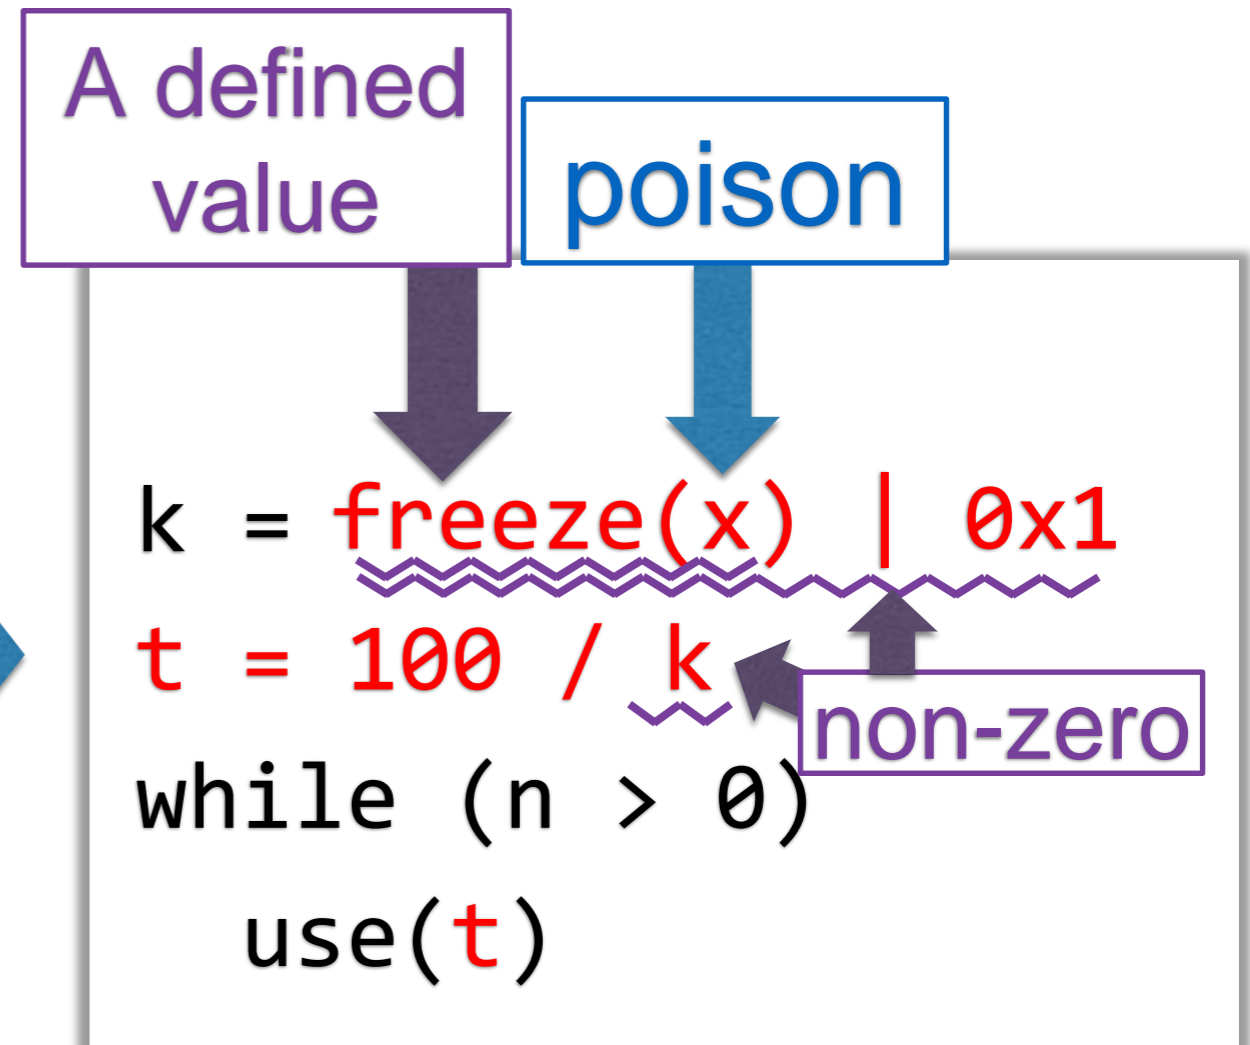 A defined
value
poison
k = freeze(x) | 0x1
t = 100 / k
non-zero
while (n > 0)
use(t)